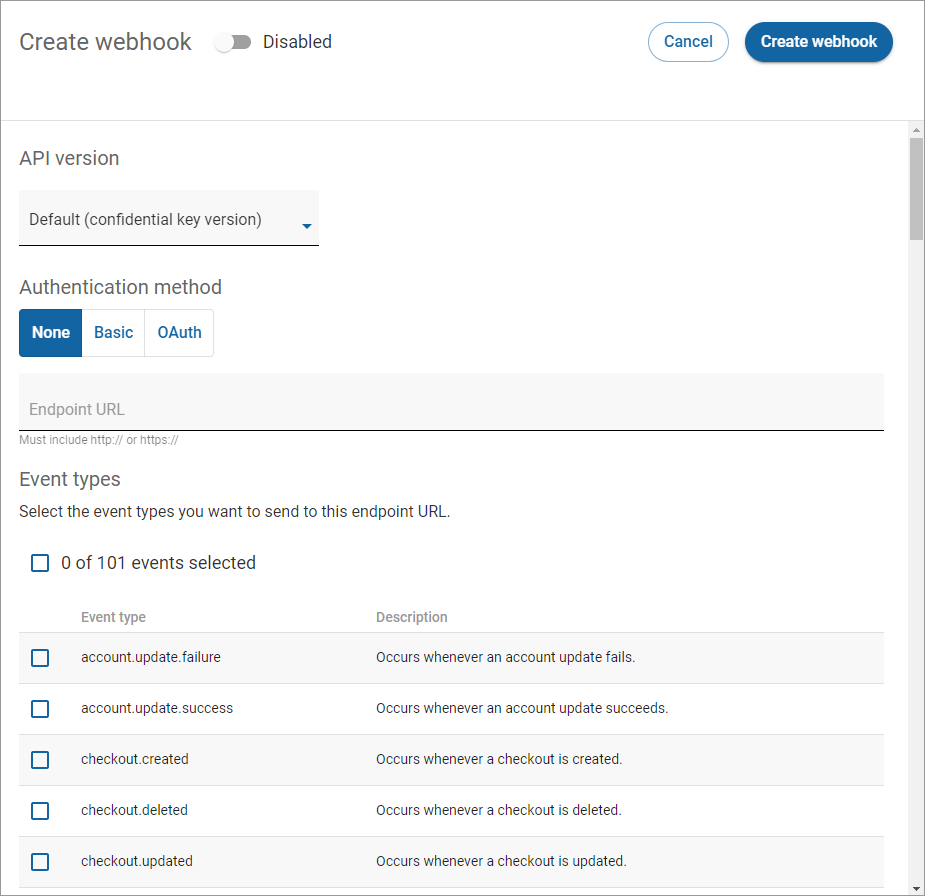 Create webhook Disabled Cancel Create webhook
API version
Default (confidential key version)
Authentication method
None Basic OAuth
Endpoint URL
Must include http:// or https://
Event types
Select the event types you want to send to this endpoint URL.
0 of 101 events selected
Event type Description
account.update.failure Occurs whenever an account update fails.
account.update.success Occurs whenever an account update succeeds.
checkout.created Occurs whenever a checkout is created.
checkout.deleted Occurs whenever a checkout is deleted.
checkout.updated Occurs whenever a checkout is updated.